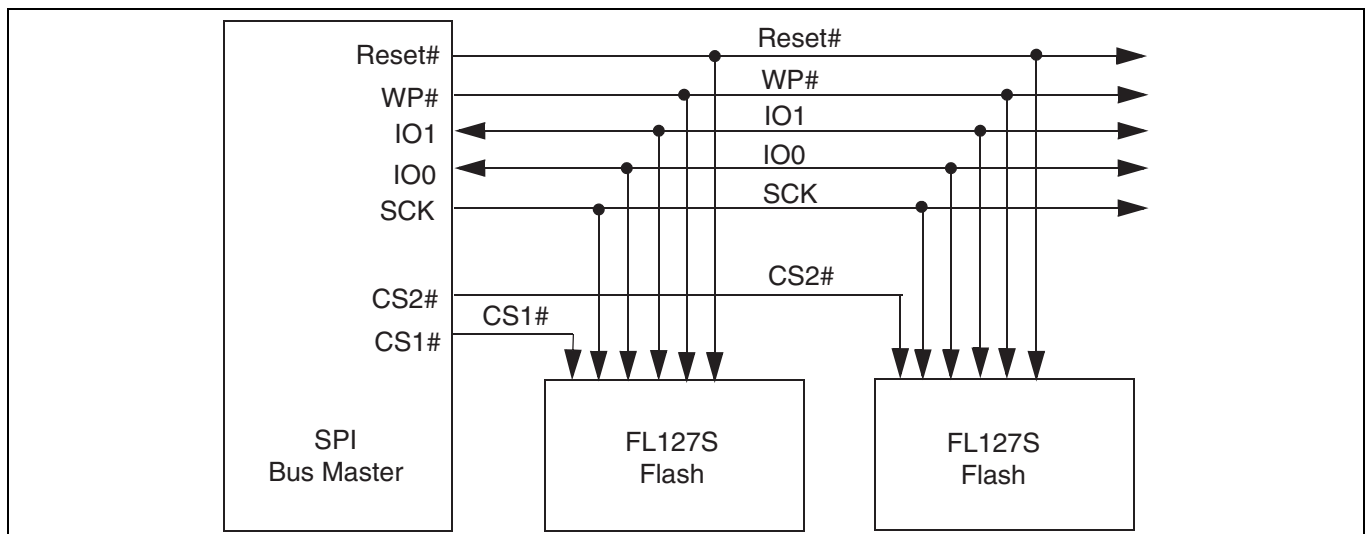 Reset#
Reset#
WP#
WP#
IO1
IO1
IO0
IO0
SCK
SCK
CS2#
CS2#
CS1#
CS1#
SPI
Bus Master
FL127S
Flash
FL127S
Flash